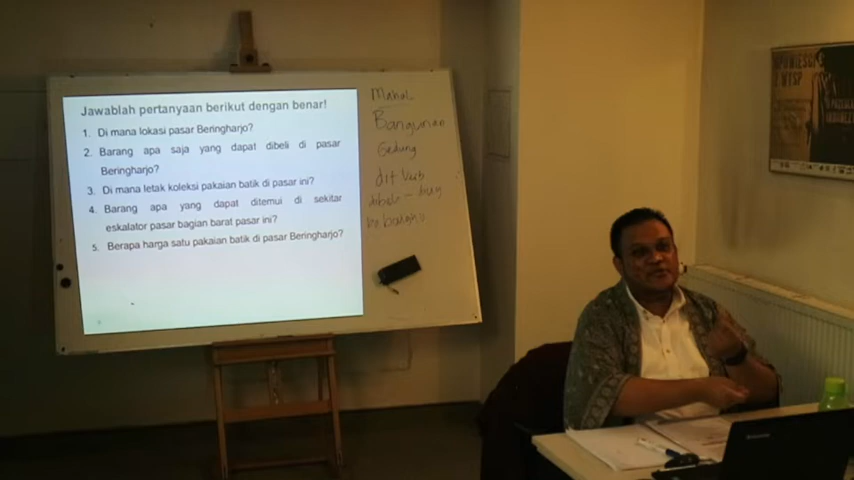 Jawablah pertanyaan berikut dengan benar!
1. Di mana lokasi pasar Beringharjo?
2. Barang apa saja yang dapat dibeli di pasar
Beringharjo?
3. Di mana letak koleksi pakaian batik di pasar ini?
4. Barang apa yang dapat ditemui di sekitar
eskalator pasar bagian barat pasar ini?
5. Berapa harga satu pakaian batik di pasar Beringharjo?
Mahal
Bangunan
Gedung
di+ Verb
dibeli - buy